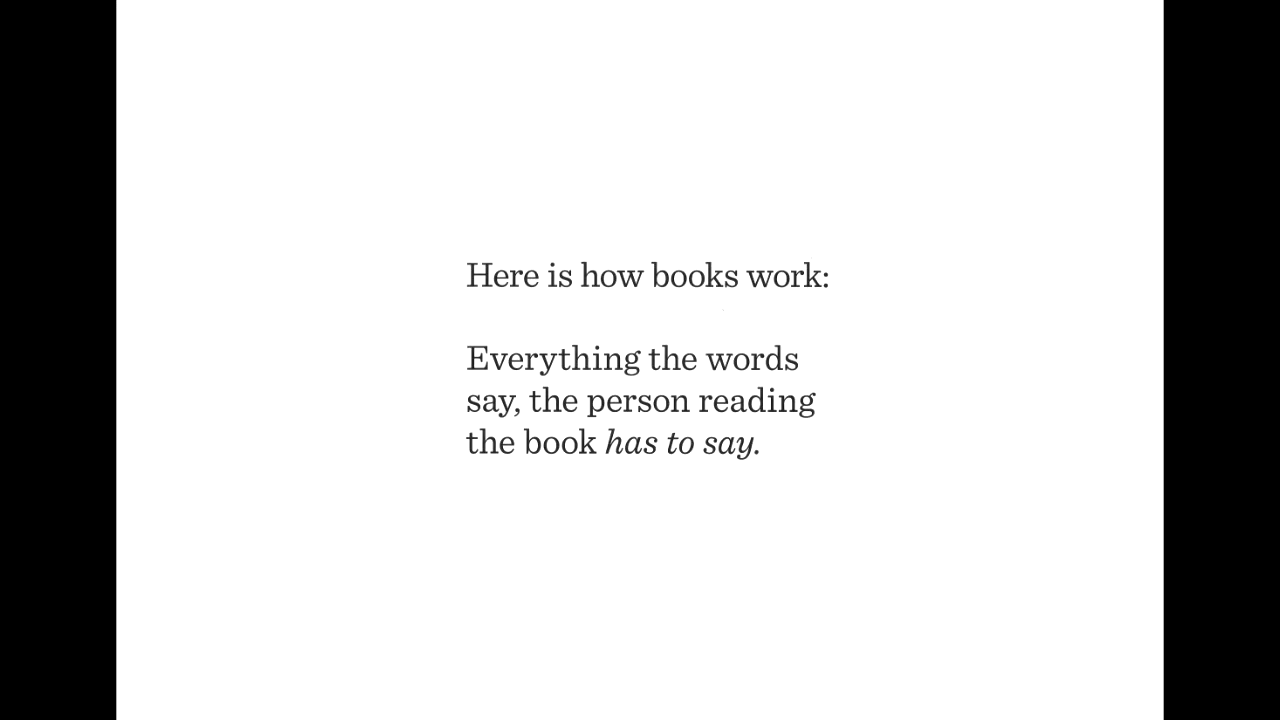 Here is how books work:
Everything the words
say, the person reading
the book has to say.